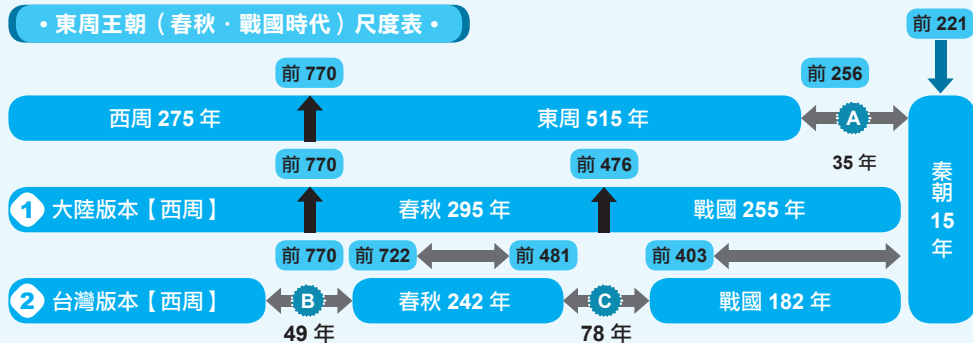 • 東周王朝（春秋．戰國時代）尺度表 •
前 221
前 770
前 256
西周 275 年
東周 515 年
A
35 年
前 770
前 476
1 大陸版本【西周】
春秋 295 年
戰國 255 年
秦朝 15 年
前 770
前 722
前 481
前 403
2 台灣版本【西周】
B
春秋 242 年
C
戰國 182 年
49 年
78 年